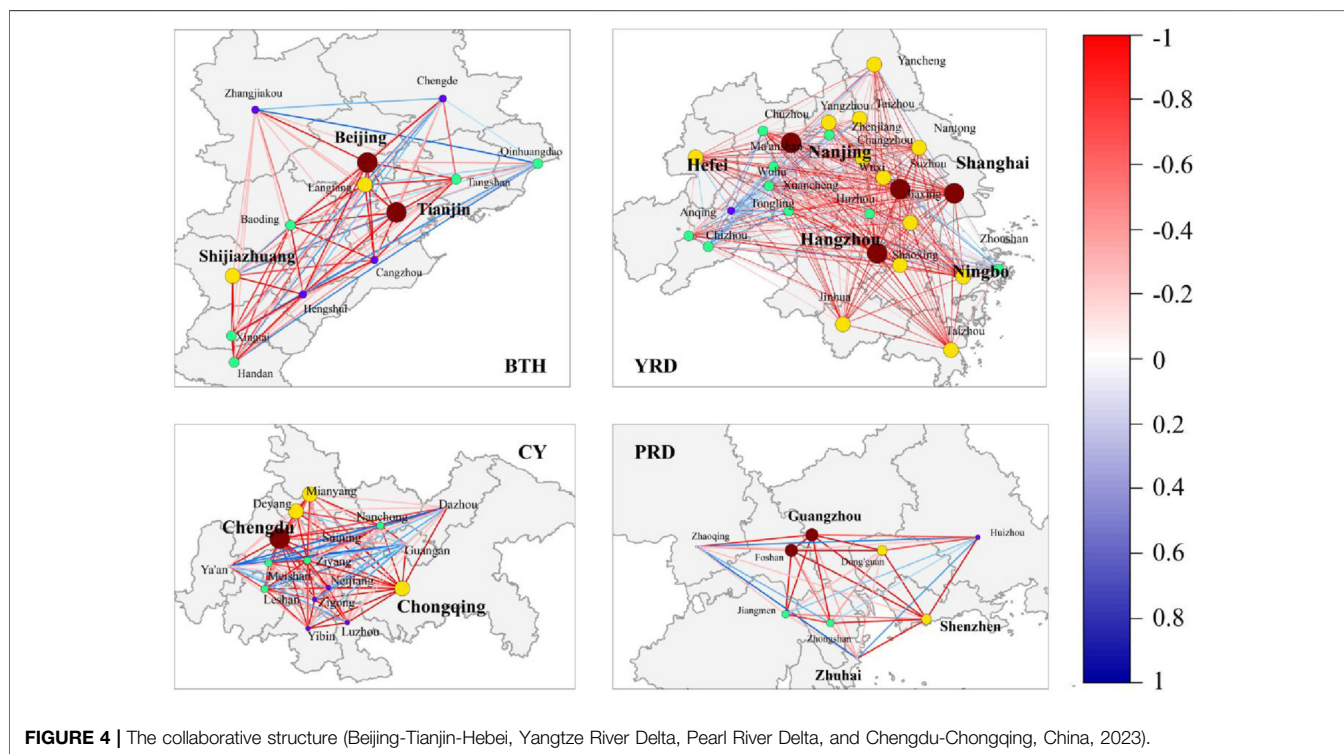 Zhangjiakou
Chengde
Beijing
Qinhuangdao
Langfang
Tangshan
Baoding
Tianjin
Shijiazhuang
Cangzhou
Hengshui
Xingtai
Handan
BTH
Yancheng
Chuzhou
Yangzhou
Taizhou
Zhenjiang
Nantong
Ma'anshan
Changzhou
Nanjing
Hefei
Shanghai
Suzhou
Wuhu
Wuxi
Xuancheng
Jiaxing
Tongling
Huzhou
Anqing
Chizhou
Hangzhou
Zhoushan
Shaoxing
Ningbo
Jinhua
Taizhou
YRD
-1
-0.8
-0.6
-0.4
-0.2
0
0.2
0.4
0.6
0.8
1
CY
Mianyang
Deyang
Dazhou
Nanchong
Chengdu
Suining
Guangan
Ya'an
Ziyang
Meishan
Neijiang
Leshan
Zigong
Chongqing
Yibin
Luzhou
PRD
Guangzhou
Zhaoqing
Huizhou
Foshan
Dong'guan
Jiangmen
Zhongshan
Shenzhen
Zhuhai
FIGURE 4 | The collaborative structure (Beijing-Tianjin-Hebei, Yangtze River Delta, Pearl River Delta, and Chengdu-Chongqing, China, 2023).